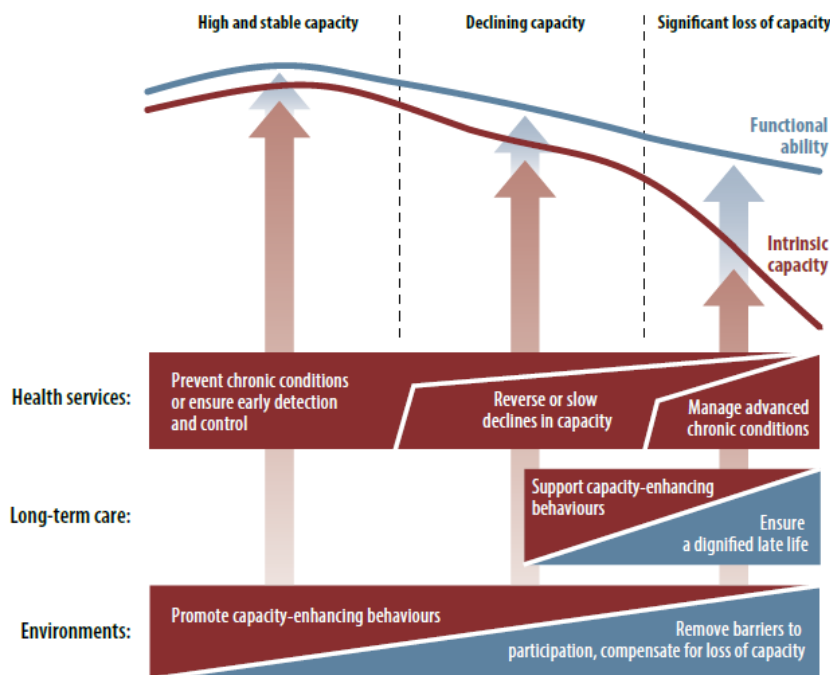 High and stable capacity
Declining capacity
Significant loss of capacity
Functional
ability
Intrinsic
capacity
Health services:
Prevent chronic conditions
or ensure early detection
and control
Reverse or slow
declines in capacity
Manage advanced
chronic conditions
Long-term care:
Support capacity-enhancing
behaviours
Ensure
a dignified late life
Environments:
Promote capacity-enhancing behaviours
Remove barriers to
participation, compensate for loss of capacity